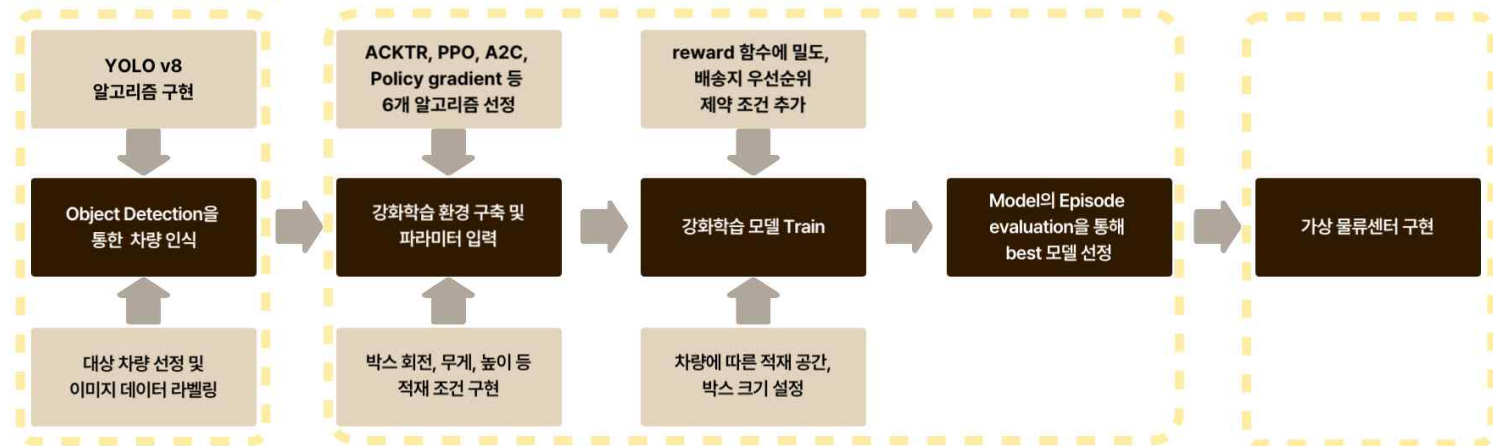 YOLO v8
알고리즘 구현
ACKTR, PPO, A2C,
Policy gradient 등
6개 알고리즘 선정
reward 함수에 밀도,
배송지 우선순위
제약 조건 추가
Object Detection을
통한 차량 인식
강화학습 환경 구축 및
파라미터 입력
강화학습 모델 Train
Model의 Episode
evaluation을 통해
best 모델 선정
가상 물류센터 구현
대상 차량 선정 및
이미지 데이터 라벨링
박스 회전, 무게, 높이 등
적재 조건 구현
차량에 따른 적재 공간,
박스 크기 설정